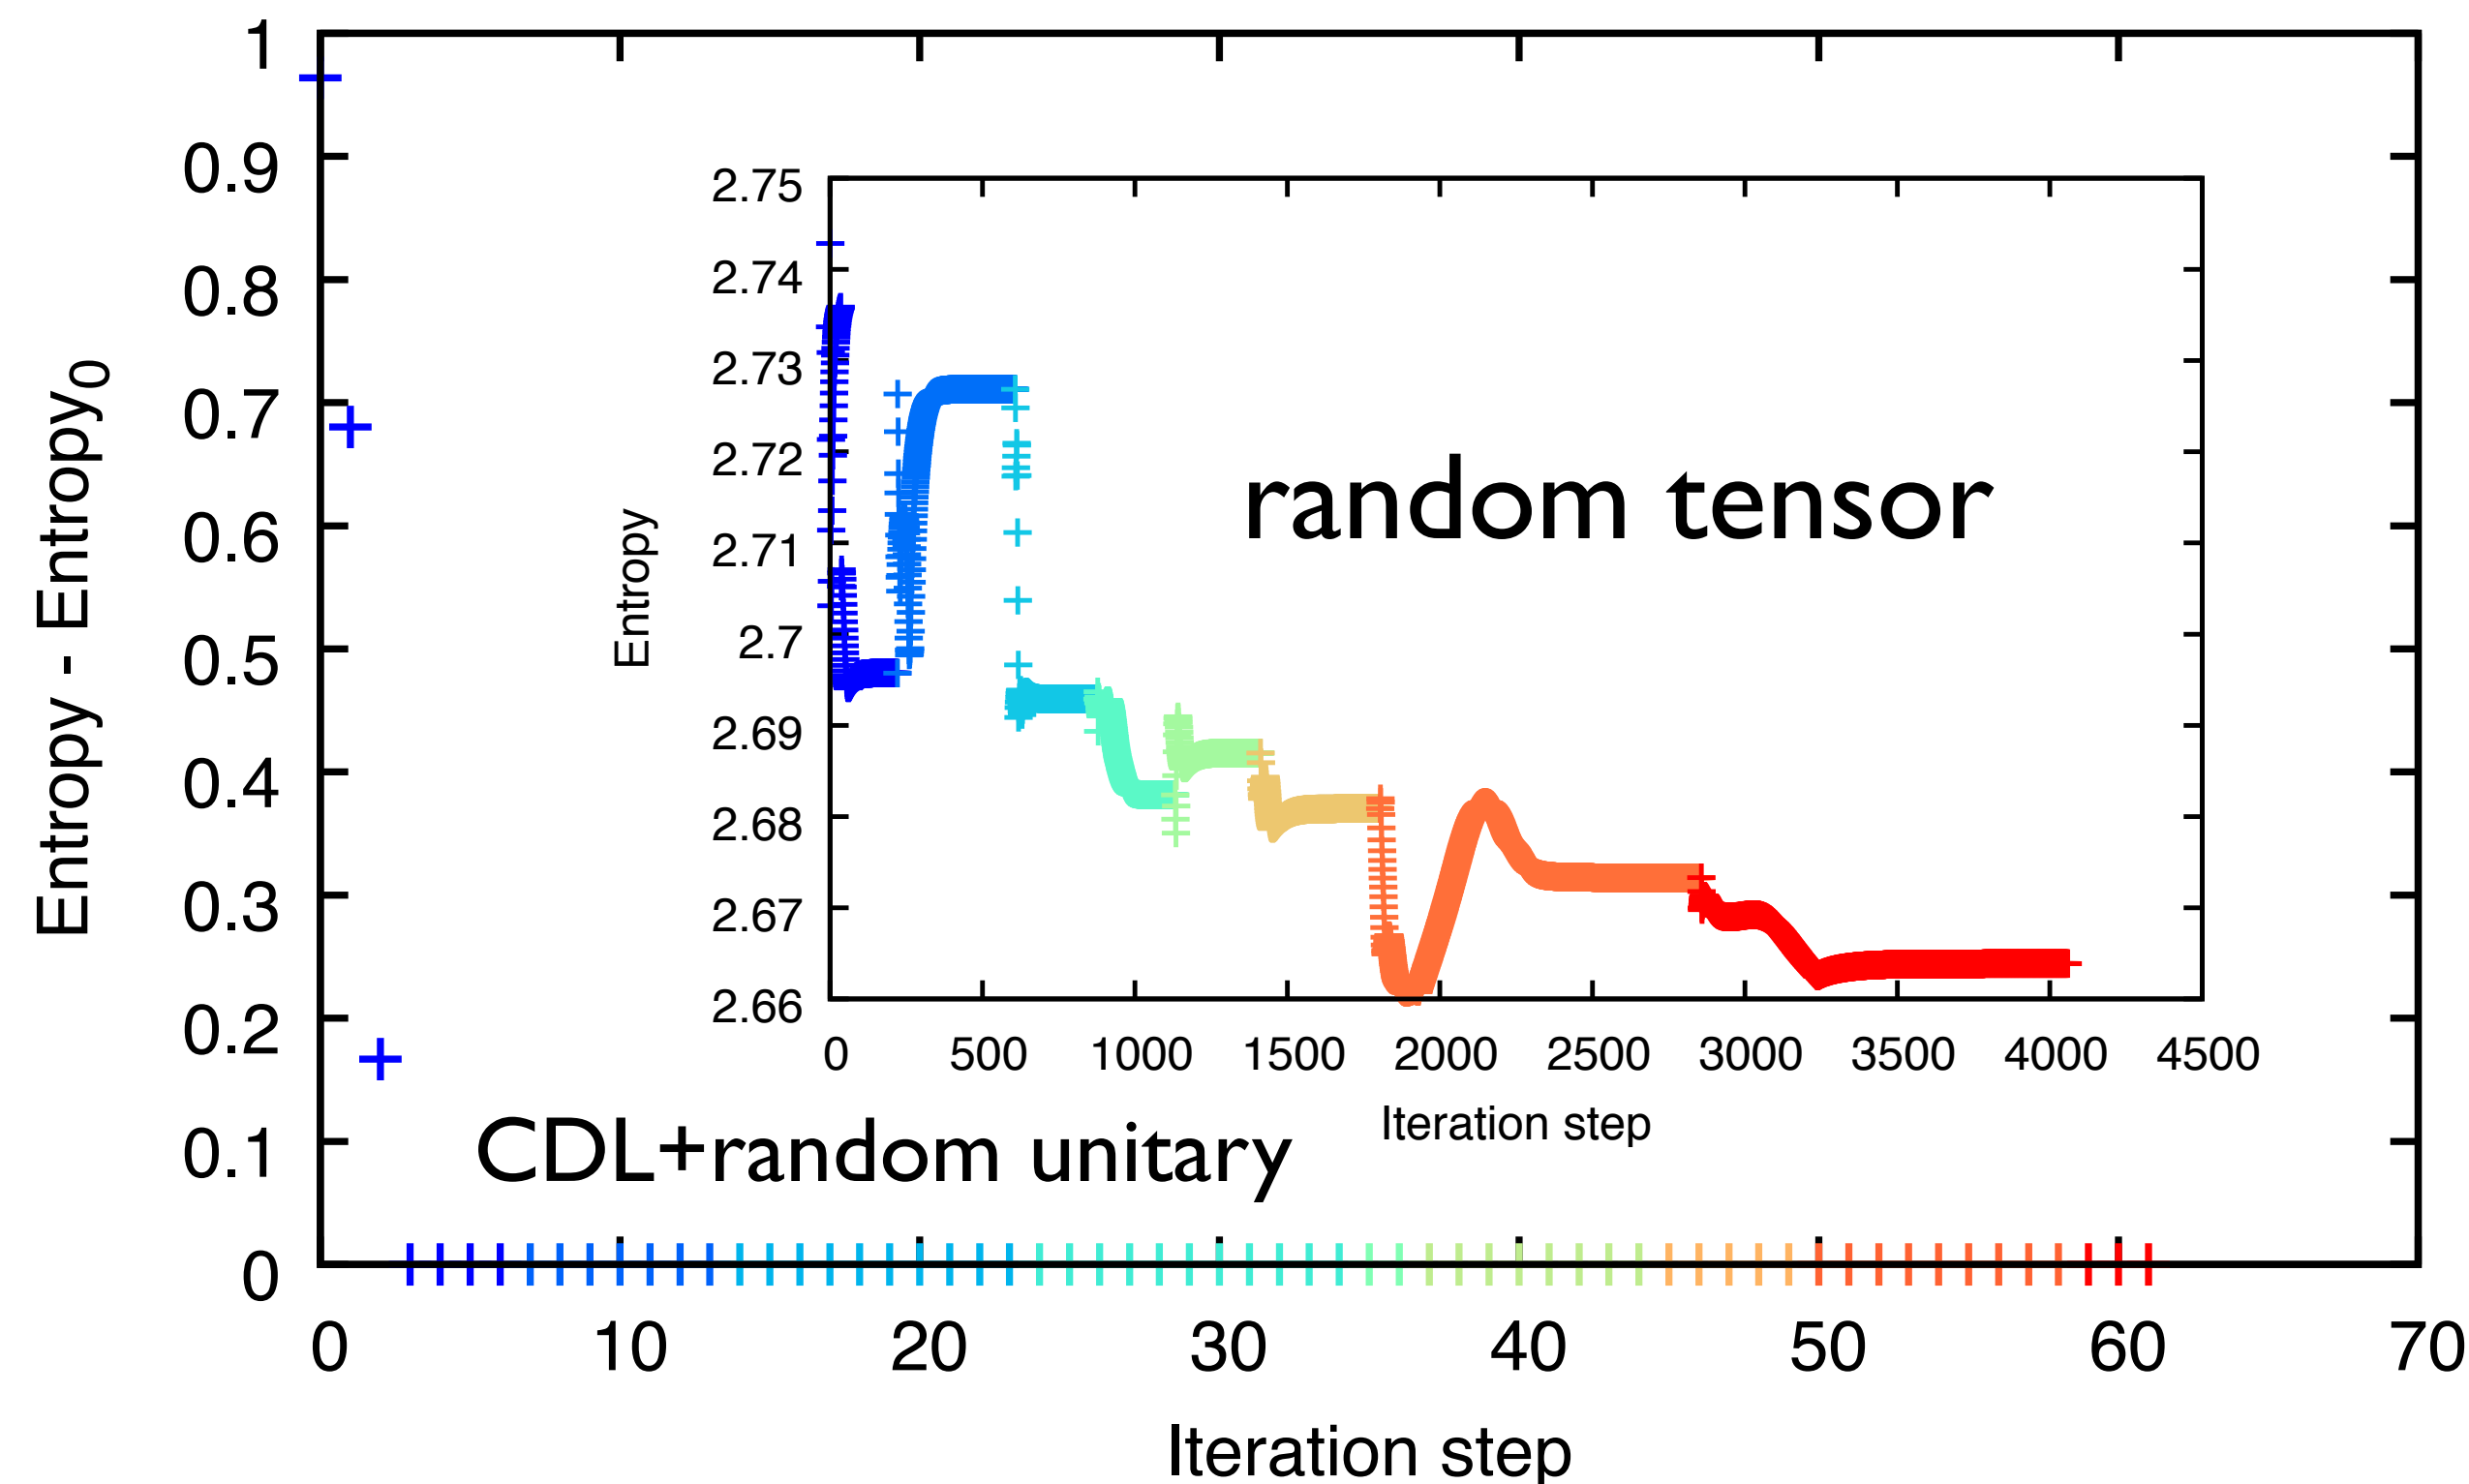 1
0.9
0.8
0.7
0.6
0.5
0.4
0.3
0.2
0.1
0
Entropy - Entropy0
0 10 20 30 40 50 60 70
Iteration step
CDL+random unitary
2.75
2.74
2.73
2.72
2.71
2.7
2.69
2.68
2.67
2.66
Entropy
random tensor
0 500 1000 1500 2000 2500 3000 3500 4000 4500
Iteration step